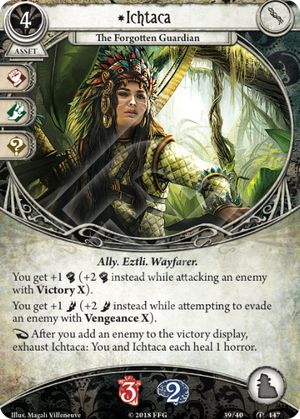 4
Ichtaca
The Forgotten Guardian
ASSET
Ally. Eztli. Wayfarer.
You get +1 (+2 instead while attacking an enemy
with Victory X).
You get +1 (+2 instead while attempting to evade
an enemy with Vengeance X).
After you add an enemy to the victory display,
exhaust Ichtaca: You and Ichtaca each heal 1 horror.
3
2
Illus. Magali Villeneuve
© 2018 FFG
39/40
147